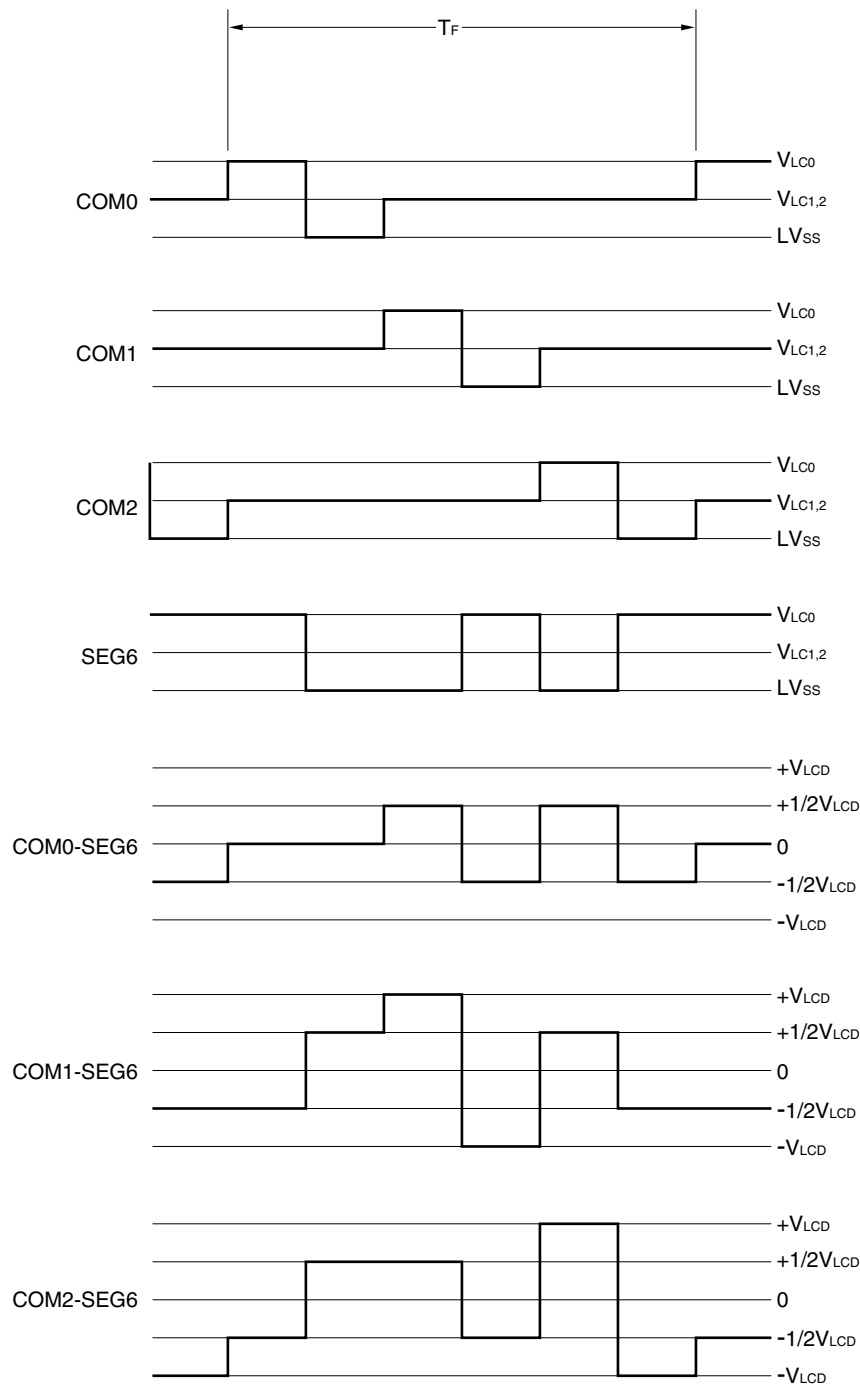 TF
COM0
VLC0
VLC1,2
LVSS
COM1
VLC0
VLC1,2
LVSS
COM2
VLC0
VLC1,2
LVSS
SEG6
VLC0
VLC1,2
LVSS
COM0-SEG6
+VLCD
+1/2VLCD
0
-1/2VLCD
-VLCD
COM1-SEG6
+VLCD
+1/2VLCD
0
-1/2VLCD
-VLCD
COM2-SEG6
+VLCD
+1/2VLCD
0
-1/2VLCD
-VLCD